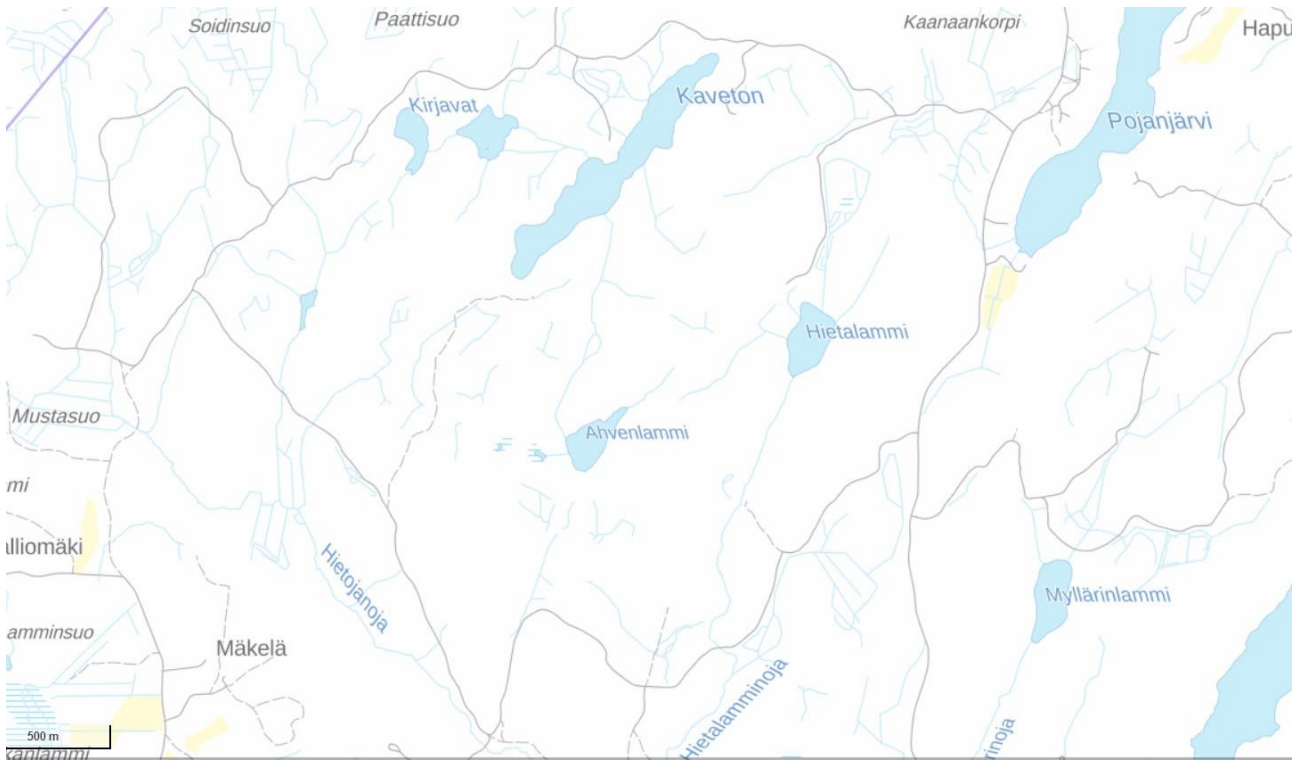 Soidinsuo
Paattisuo
Kaanaankorpi
Hapu
Kirjavat
Kaveton
Pojanjärvi
Hietalammi
Mustasuo
Ahvenlammi
mi
lliomäki
Hietojanoja
Myllärinlammi
amminsuo
Mäkelä
Hietalamminoja
rinoja
500 m
kanlammi